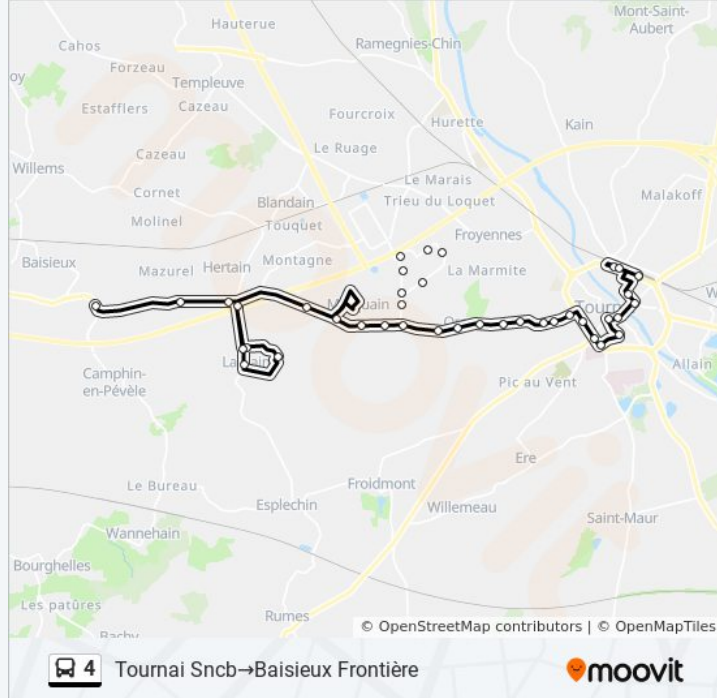 Mont-Saint-
Aubert
Hauterue
Cahos
Ramegnies-Chin
Forzeau
Templeuve
Estafflers
Cazeau
Fourcroix
Hurette
Kain
Le Ruage
Cazeau
Willems
Le Marais
Malakoff
Cornet
Trieu du Loquet
Blandain
Molinel
Touquet
Froyennes
Baisieux
Montagne
Mazurel
Hertain
La Marmite
Camphin-
en-Pévèle
Pic au Vent
Allain
Ere
Le Bureau
Froidmont
Esplechin
Willemeau
Saint-Maur
Wannehain
Bourghelles
Les patûres
Rumes
Bachy
© OpenStreetMap contributors | © OpenMapTiles
4 Tournai Sncb→Baisieux Frontière
moovit